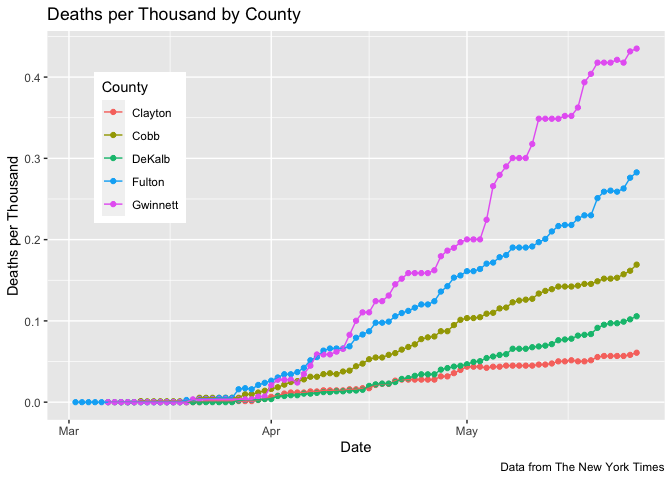 Deaths per Thousand by County
Deaths per Thousand
0.4
0.3
0.2
0.1
0.0
County
Clayton
Cobb
DeKalb
Fulton
Gwinnett
Mar
Apr
May
Date
Data from The New York Times